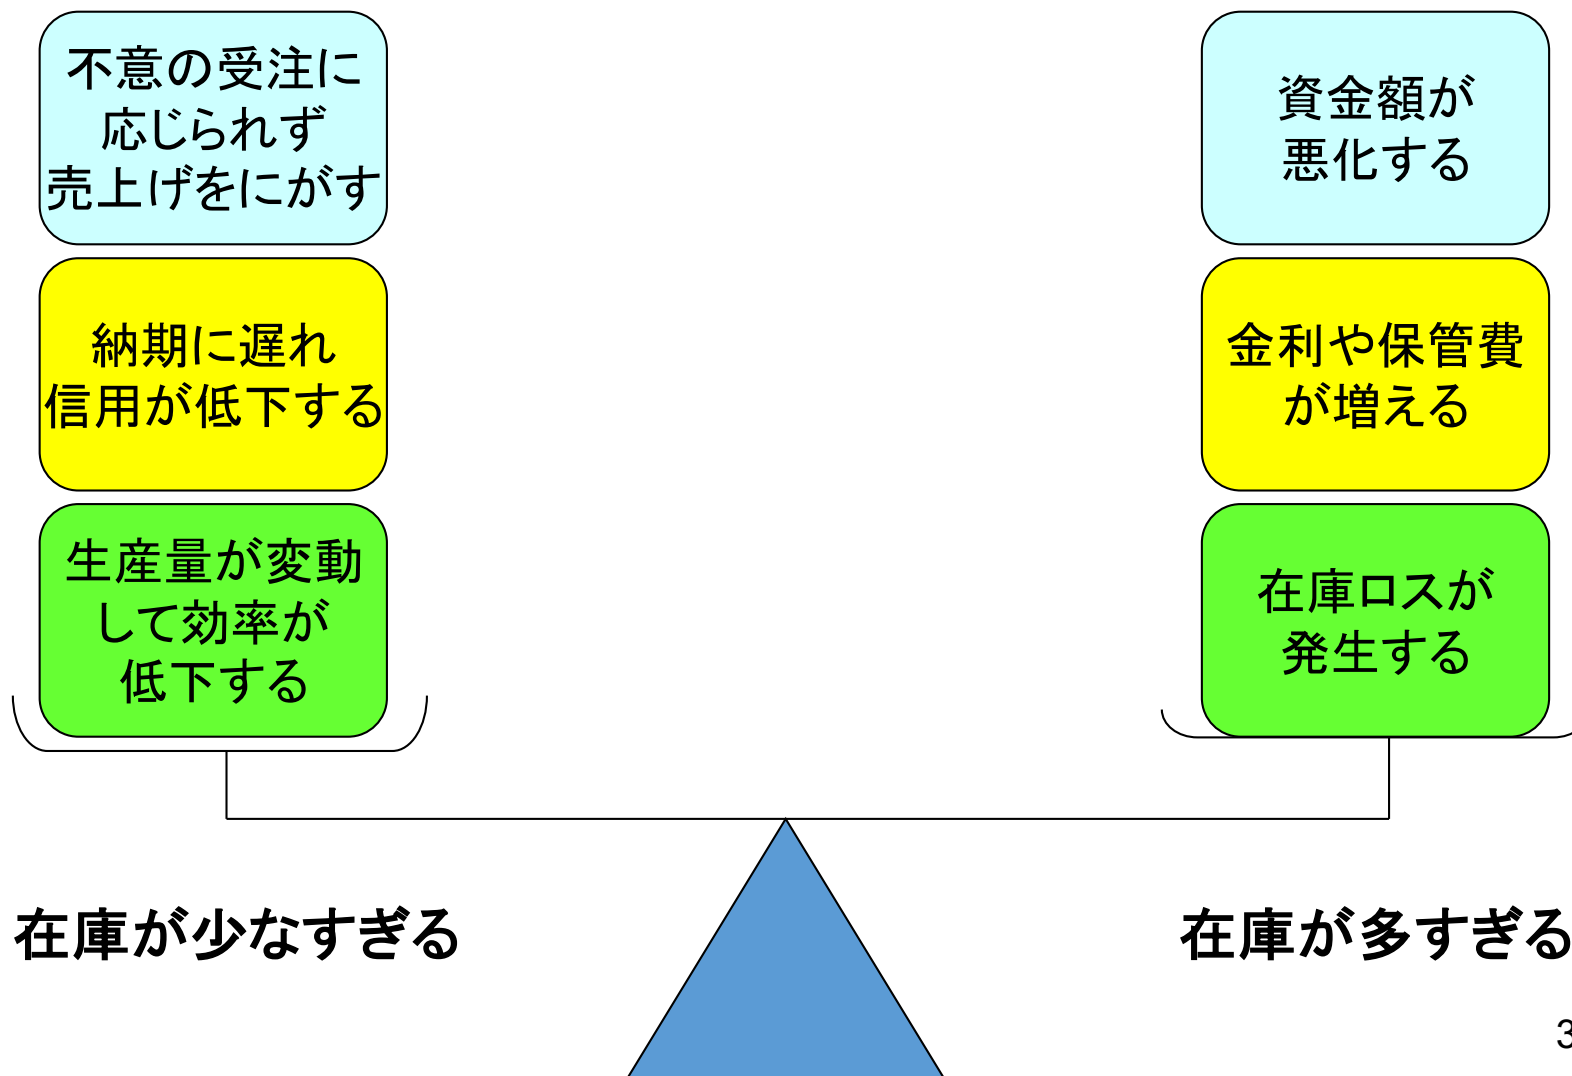 不意の受注に
応じられず
売上げをにがす
納期に遅れ
信用が低下する
生産量が変動
して効率が
低下する
在庫が少なすぎる
資金額が
悪化する
金利や保管費
が増える
在庫ロスが
発生する
在庫が多すぎる
3